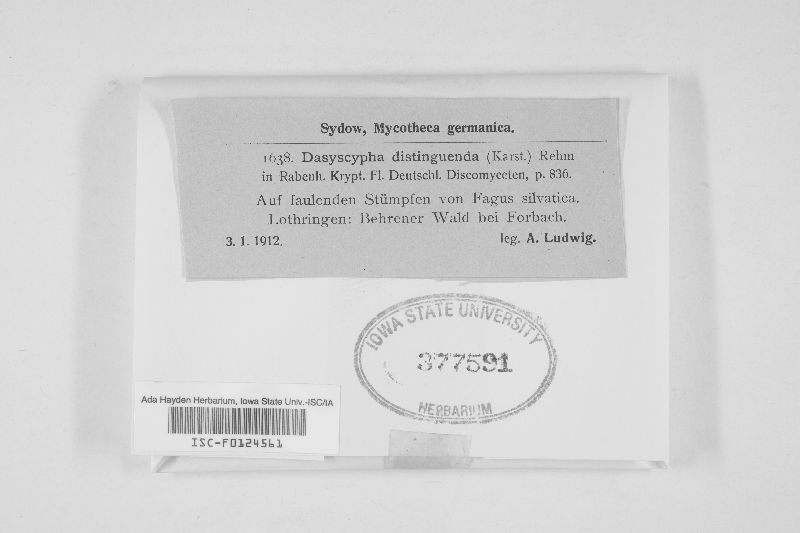 Sydow, Mycotheca germanica.
1638. Dasyscypha distinguenda (Karst.) Rehm
in Rabenh. Krypt. Fl. Deutschl. Discomyceten, p. 836.
Auf faulenden Stümpfen von Fagus silvatica.
Lothringen: Behrener Wald bei Forbach.
3. 1. 1912. leg. A. Ludwig.
IOWA STATE UNIVERSITY
377591
HERBARIUM
Ada Hayden Herbarium, Iowa State Univ.-ISC/IA
ISC-F0124561